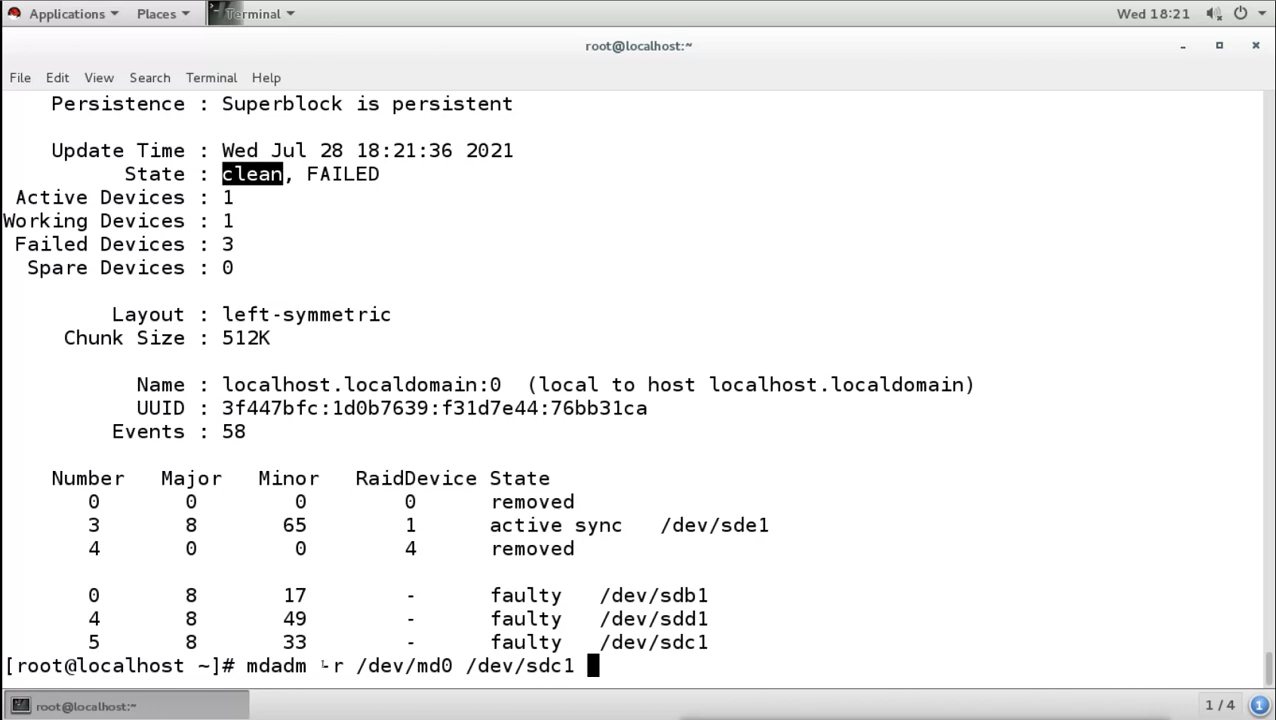 Applications Places Terminal Wed 18:21
root@localhost:~
File Edit View Search Terminal Help
Persistence : Superblock is persistent
Update Time : Wed Jul 28 18:21:36 2021
State : clean, FAILED
Active Devices : 1
Working Devices : 1
Failed Devices : 3
Spare Devices : 0
Layout : left-symmetric
Chunk Size : 512K
Name : localhost.localdomain:0 (local to host localhost.localdomain)
UUID : 3f447bfc:1d0b7639:f31d7e44:76bb31ca
Events : 58
Number Major Minor RaidDevice State
0 0 0 0 removed
3 8 65 1 active sync /dev/sde1
4 0 0 4 removed
0 8 17 - faulty /dev/sdb1
4 8 49 - faulty /dev/sdd1
5 8 33 - faulty /dev/sdc1
[root@localhost ~]# mdadm -r /dev/md0 /dev/sdc1
root@localhost:~ 1 / 4 1